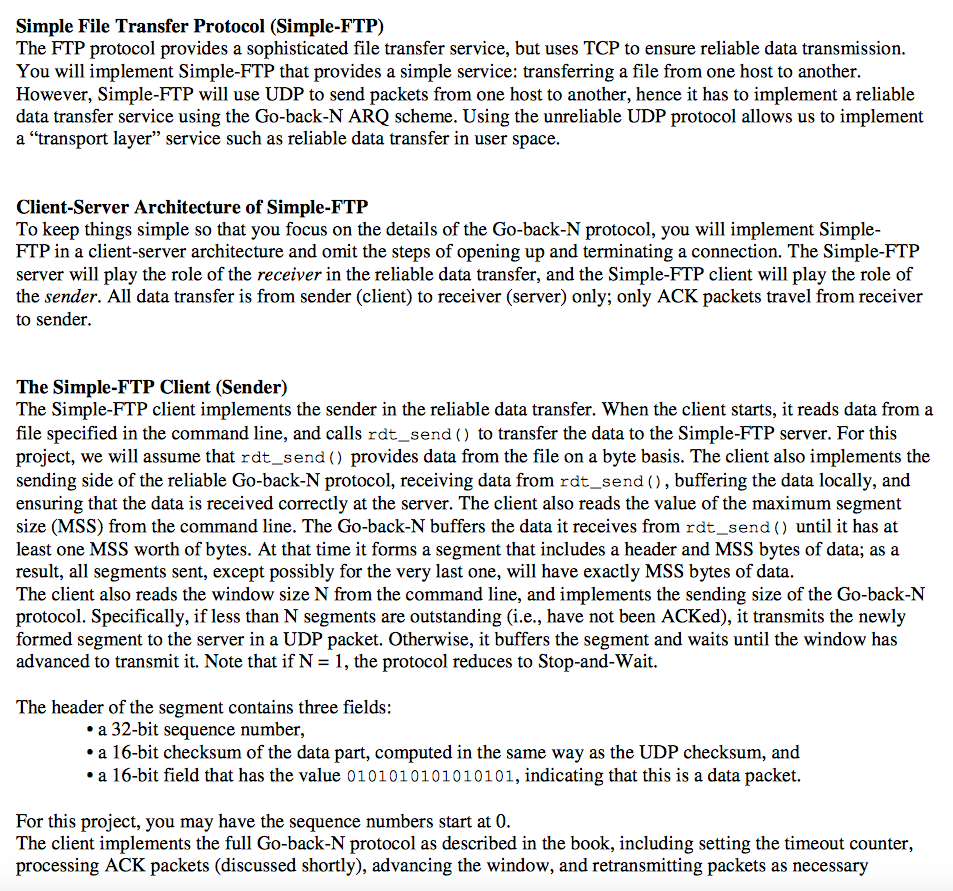 Simple File Transfer Protocol (Simple-FTP)
The FTP protocol provides a sophisticated file transfer service, but uses TCP to ensure reliable data transmission.
You will implement Simple-FTP that provides a simple service: transferring a file from one host to another.
However, Simple-FTP will use UDP to send packets from one host to another, hence it has to implement a reliable
data transfer service using the Go-back-N ARQ scheme. Using the unreliable UDP protocol allows us to implement
a “transport layer” service such as reliable data transfer in user space.
Client-Server Architecture of Simple-FTP
To keep things simple so that you focus on the details of the Go-back-N protocol, you will implement Simple-
FTP in a client-server architecture and omit the steps of opening up and terminating a connection. The Simple-FTP
server will play the role of the receiver in the reliable data transfer, and the Simple-FTP client will play the role of
the sender. All data transfer is from sender (client) to receiver (server) only; only ACK packets travel from receiver
to sender.
The Simple-FTP Client (Sender)
The Simple-FTP client implements the sender in the reliable data transfer. When the client starts, it reads data from a
file specified in the command line, and calls rdt_send() to transfer the data to the Simple-FTP server. For this
project, we will assume that rdt_send() provides data from the file on a byte basis. The client also implements the
sending side of the reliable Go-back-N protocol, receiving data from rdt_send(), buffering the data locally, and
ensuring that the data is received correctly at the server. The client also reads the value of the maximum segment
size (MSS) from the command line. The Go-back-N buffers the data it receives from rdt_send() until it has at
least one MSS worth of bytes. At that time it forms a segment that includes a header and MSS bytes of data; as a
result, all segments sent, except possibly for the very last one, will have exactly MSS bytes of data.
The client also reads the window size N from the command line, and implements the sending size of the Go-back-N
protocol. Specifically, if less than N segments are outstanding (i.e., have not been ACKed), it transmits the newly
formed segment to the server in a UDP packet. Otherwise, it buffers the segment and waits until the window has
advanced to transmit it. Note that if N = 1, the protocol reduces to Stop-and-Wait.
The header of the segment contains three fields:
• a 32-bit sequence number,
• a 16-bit checksum of the data part, computed in the same way as the UDP checksum, and
• a 16-bit field that has the value 0101010101010101, indicating that this is a data packet.
For this project, you may have the sequence numbers start at 0.
The client implements the full Go-back-N protocol as described in the book, including setting the timeout counter,
processing ACK packets (discussed shortly), advancing the window, and retransmitting packets as necessary